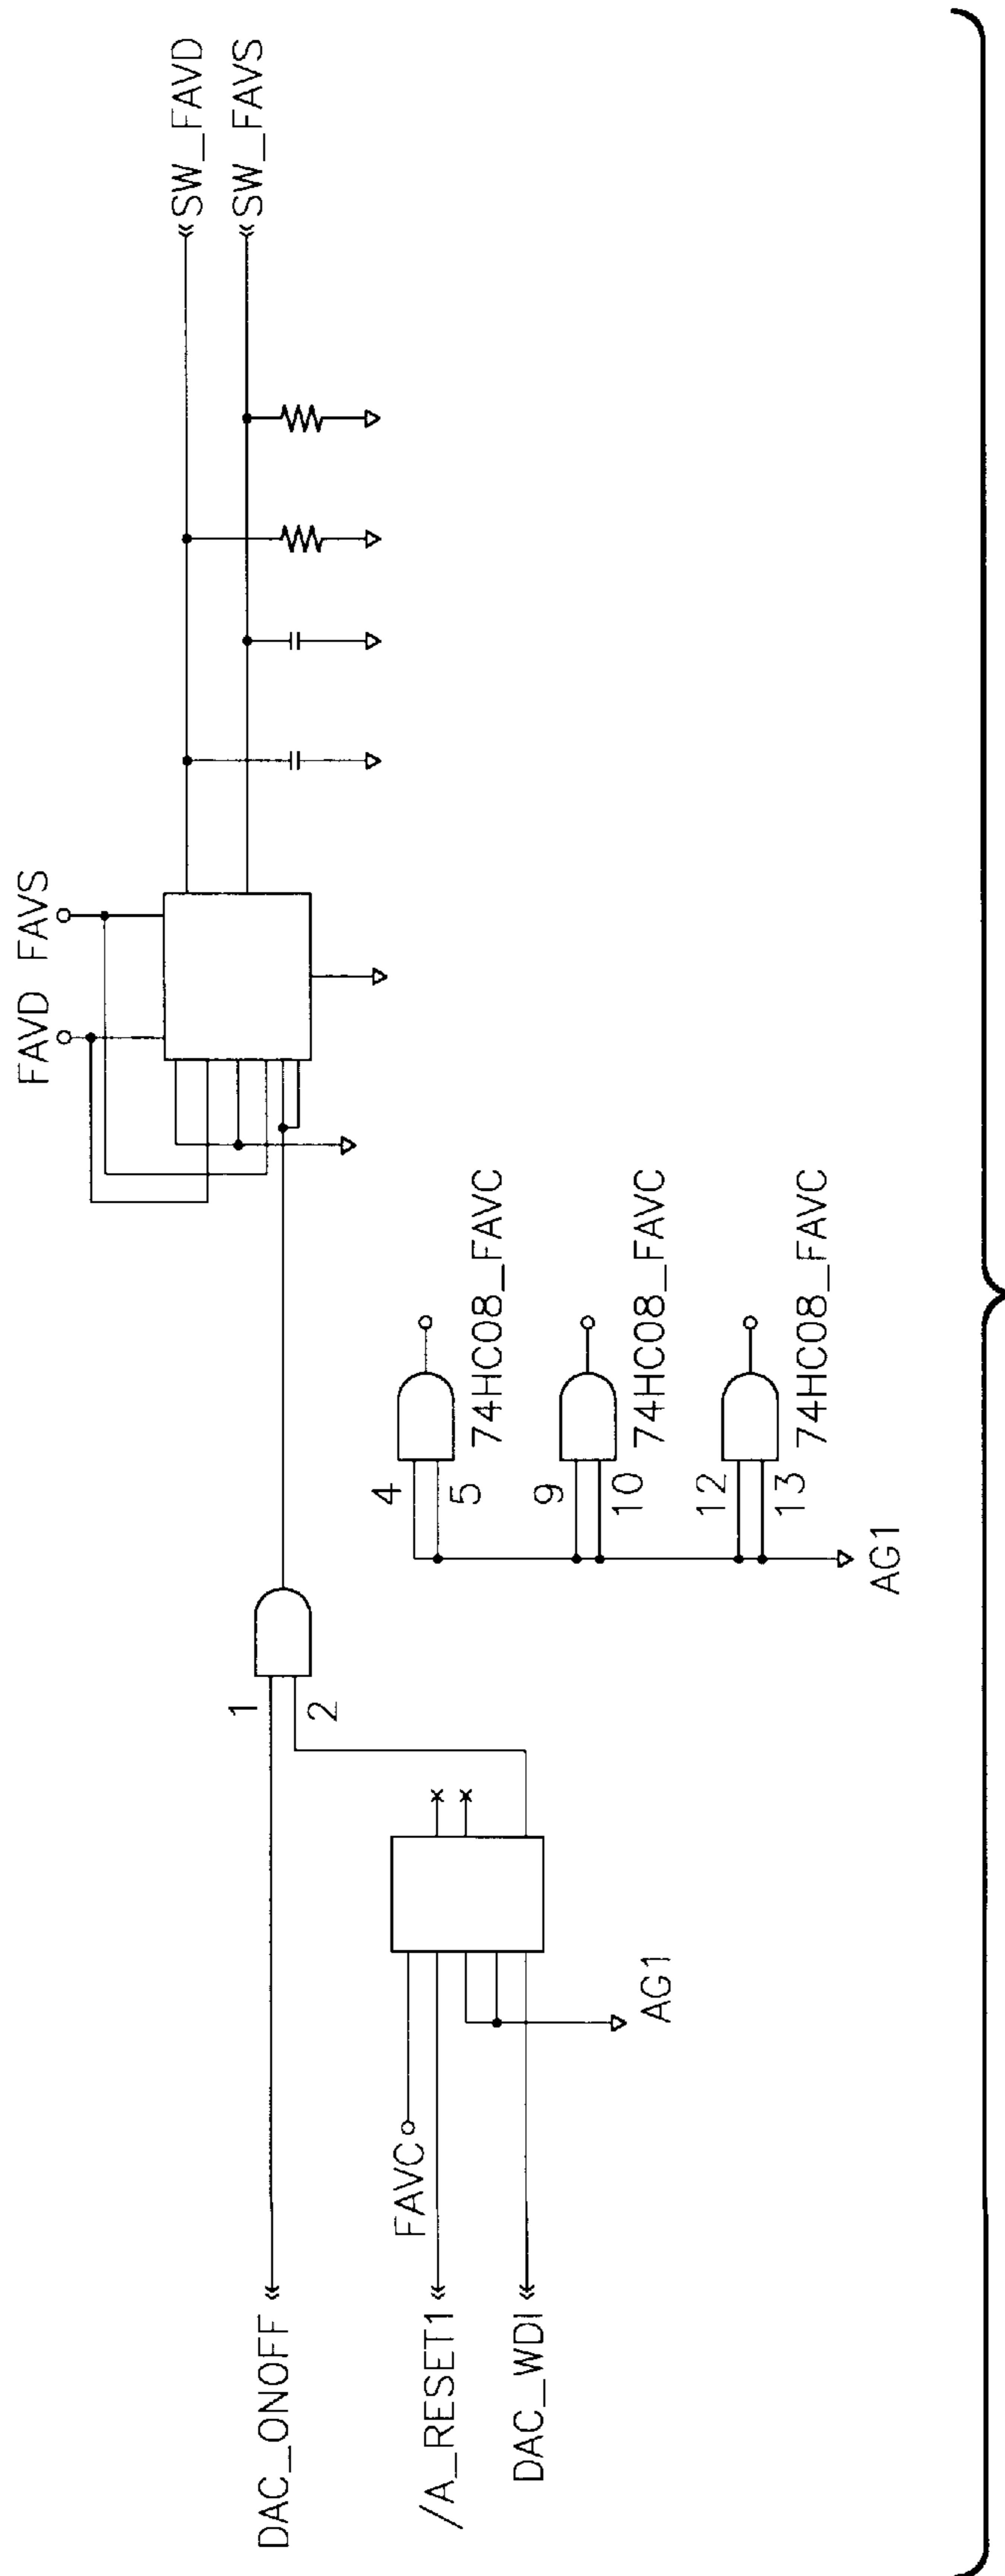 DAC_ONOFF
/A_RESET1
DAC_WDI
FAVC
AG1
1
2
4
5
74HC08_FAVC
9
10
74HC08_FAVC
12
13
74HC08_FAVC
AG1
FAVD FAVS
SW_FAVD
SW_FAVS